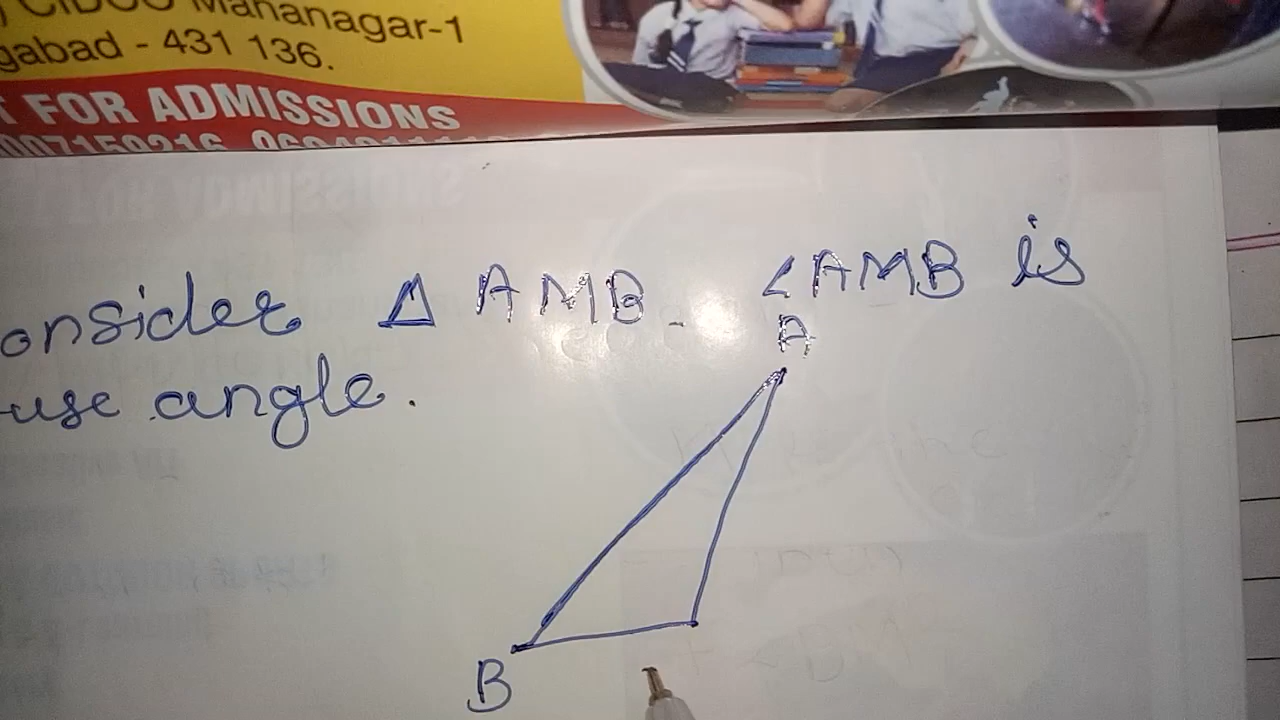 CIDCO Mahanagar-1
gabad - 431 136.
T FOR ADMISSIONS
onsider Δ AMB. ∠AMB is
use angle.
A
B